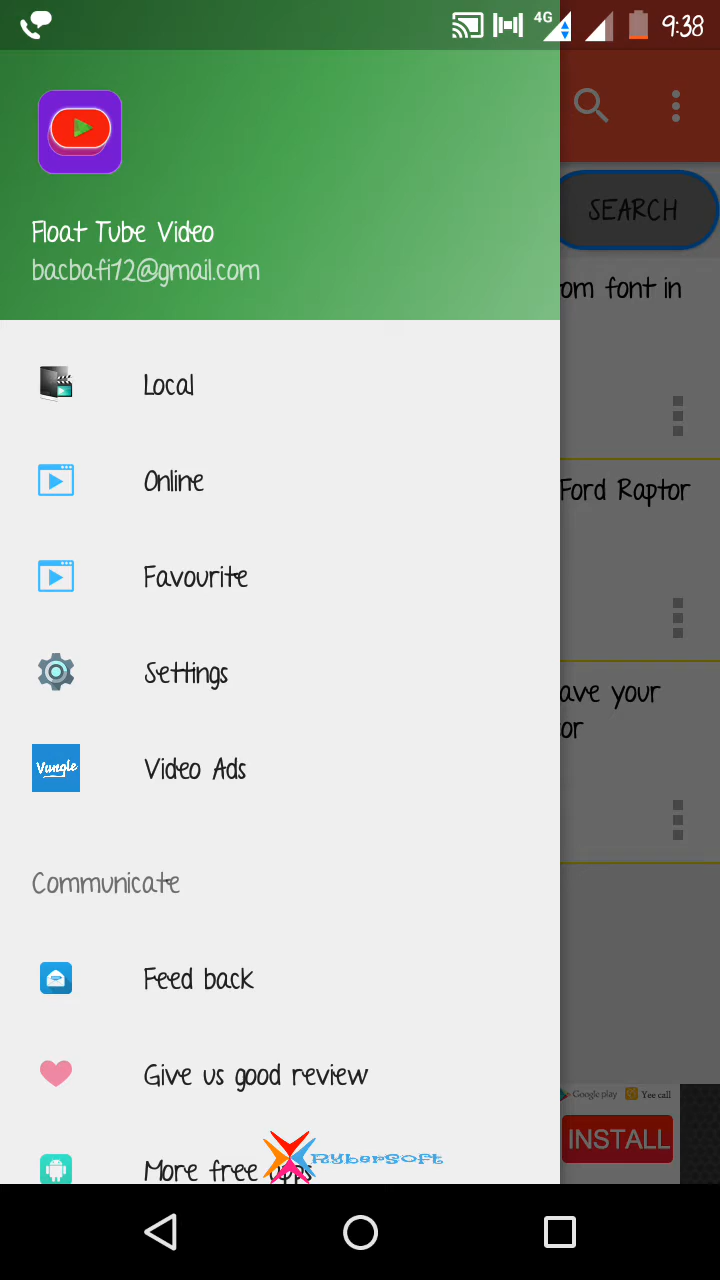 4G
9:38
Float Tube Video
bacbafi72@gmail.com
SEARCH
om font in
Local
Online
Ford Raptor
Favourite
Settings
ave your
or
Vungle
Video Ads
Communicate
Feed back
Give us good review
Google play
Yee call
INSTALL
More free apps
RyberSoft